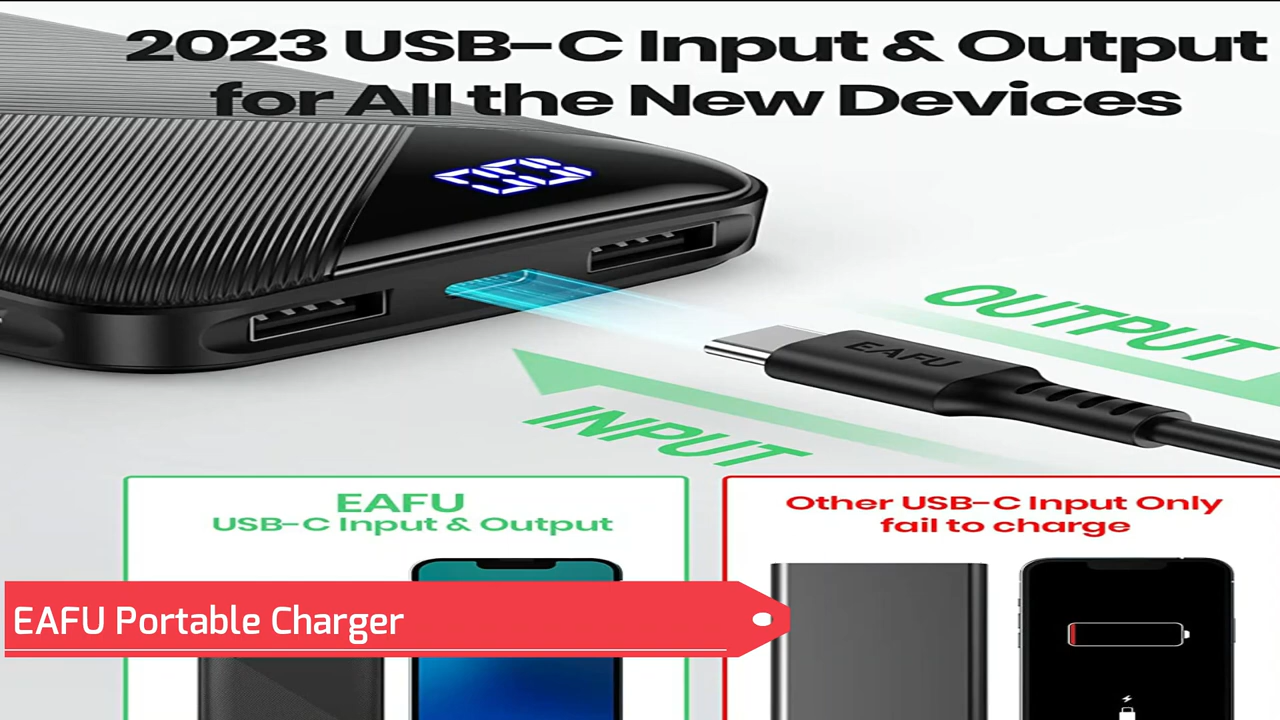 2023 USB-C Input & Output
for All the New Devices
OUTPUT
EAFU
INPUT
EAFU
USB-C Input & Output
Other USB-C Input Only
fail to charge
EAFU Portable Charger